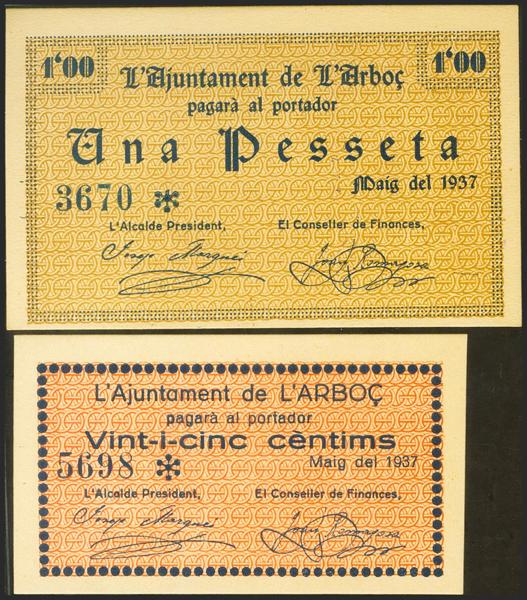 1'00 1'00
L'Ajuntament de L'Arboç
pagarà al portador
Una Pesseta
3670 * Maig del 1937
L'Alcalde President, El Conseller de Finances,
Josep
L'Ajuntament de L'ARBOÇ
pagarà al portador
Vint-i-cinc cèntims
5698 * Maig del 1937
L'Alcalde President, El Conseller de Finances,
Josep